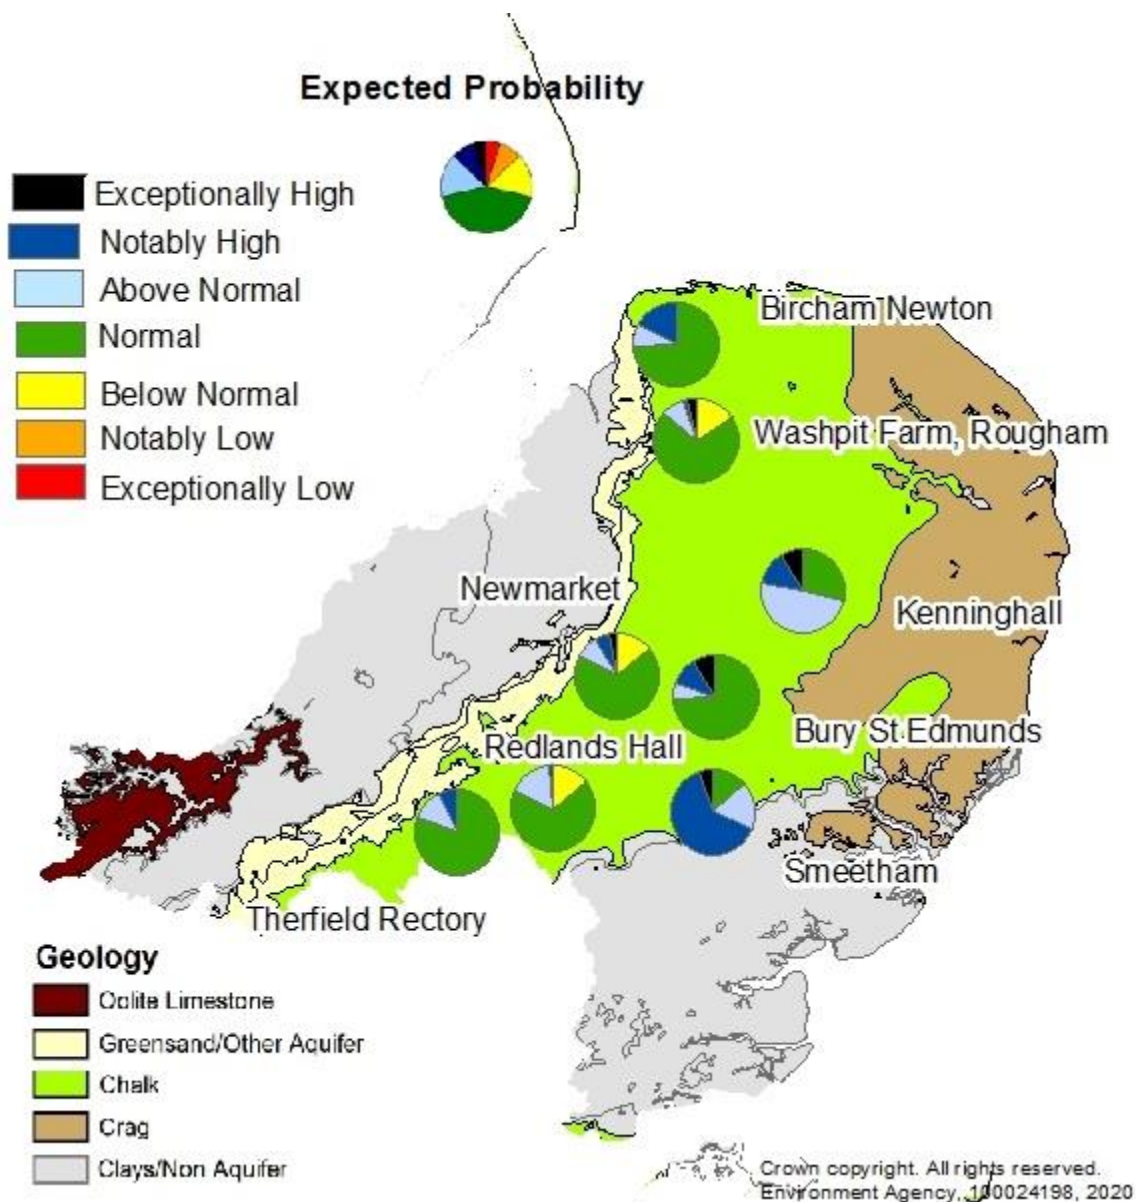 Expected Probability
Exceptionally High
Notably High
Above Normal
Normal
Below Normal
Notably Low
Exceptionally Low
Bircham Newton
Washpit Farm, Rougham
Newmarket
Kenninghall
Redlands Hall
Bury St.Edmunds
Smeetham
Therfield Rectory
Geology
Oolite Limestone
Greensand/Other Aquifer
Chalk
Crag
Clays/Non Aquifer
Crown copyright. All rights reserved.
Environment Agency, 100024198, 2020